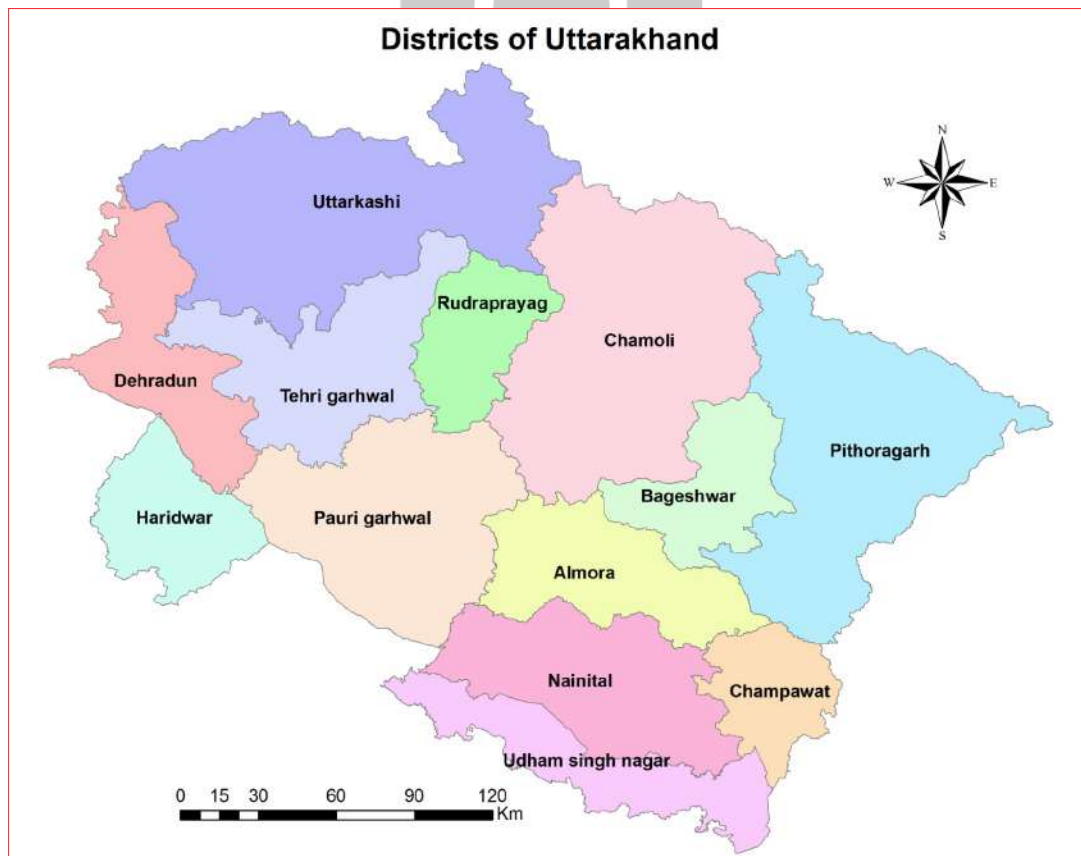 Districts of Uttarakhand
N
W E
S
Uttarkashi
Rudraprayag
Chamoli
Dehradun
Tehri garhwal
Pithoragarh
Bageshwar
Haridwar
Pauri garhwal
Almora
Nainital
Champawat
Udham singh nagar
0 15 30 60 90 120
Km